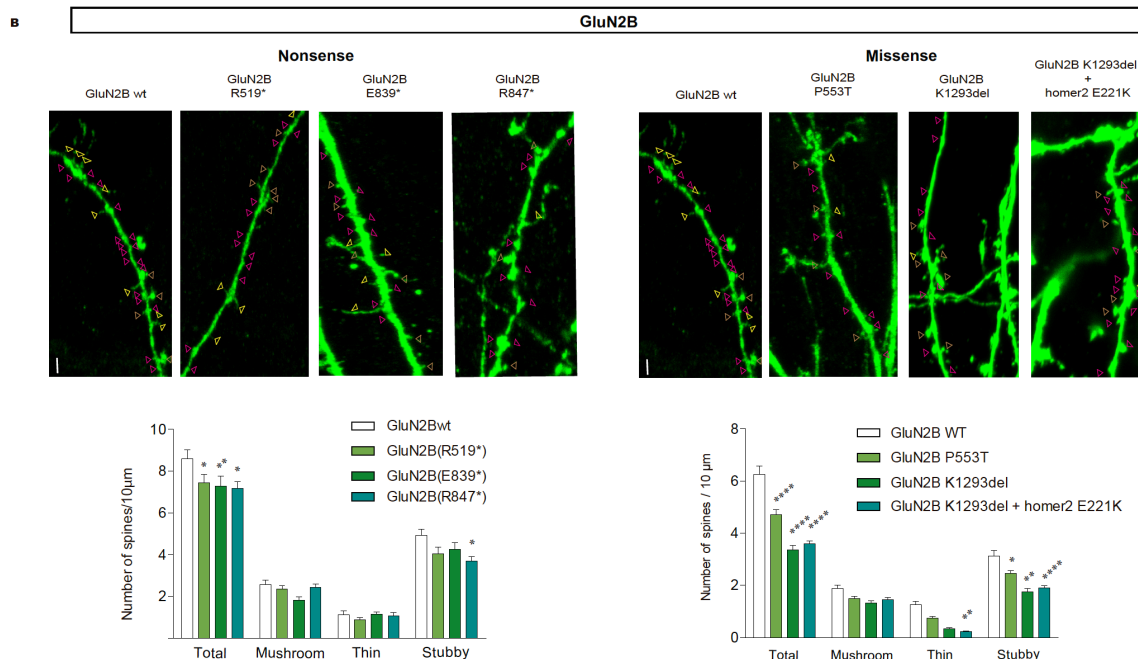 B
GluN2B
Nonsense
Missense
GluN2B wt
GluN2B
R519*
GluN2B
E839*
GluN2B
R847*
GluN2B wt
GluN2B
P553T
GluN2B
K1293del
GluN2B K1293del
+
homer2 E221K
Number of spines/10µm
10
8
6
4
2
GluN2Bwt
GluN2B(R519*)
GluN2B(E839*)
GluN2B(R847*)
*
**
*
*
Total
Mushroom
Thin
Stubby
Number of spines / 10 µm
8
6
4
2
0
GluN2B WT
GluN2B P553T
GluN2B K1293del
GluN2B K1293del + homer2 E221K
****
****
****
**
*
**
****
Total
Mushroom
Thin
Stubby